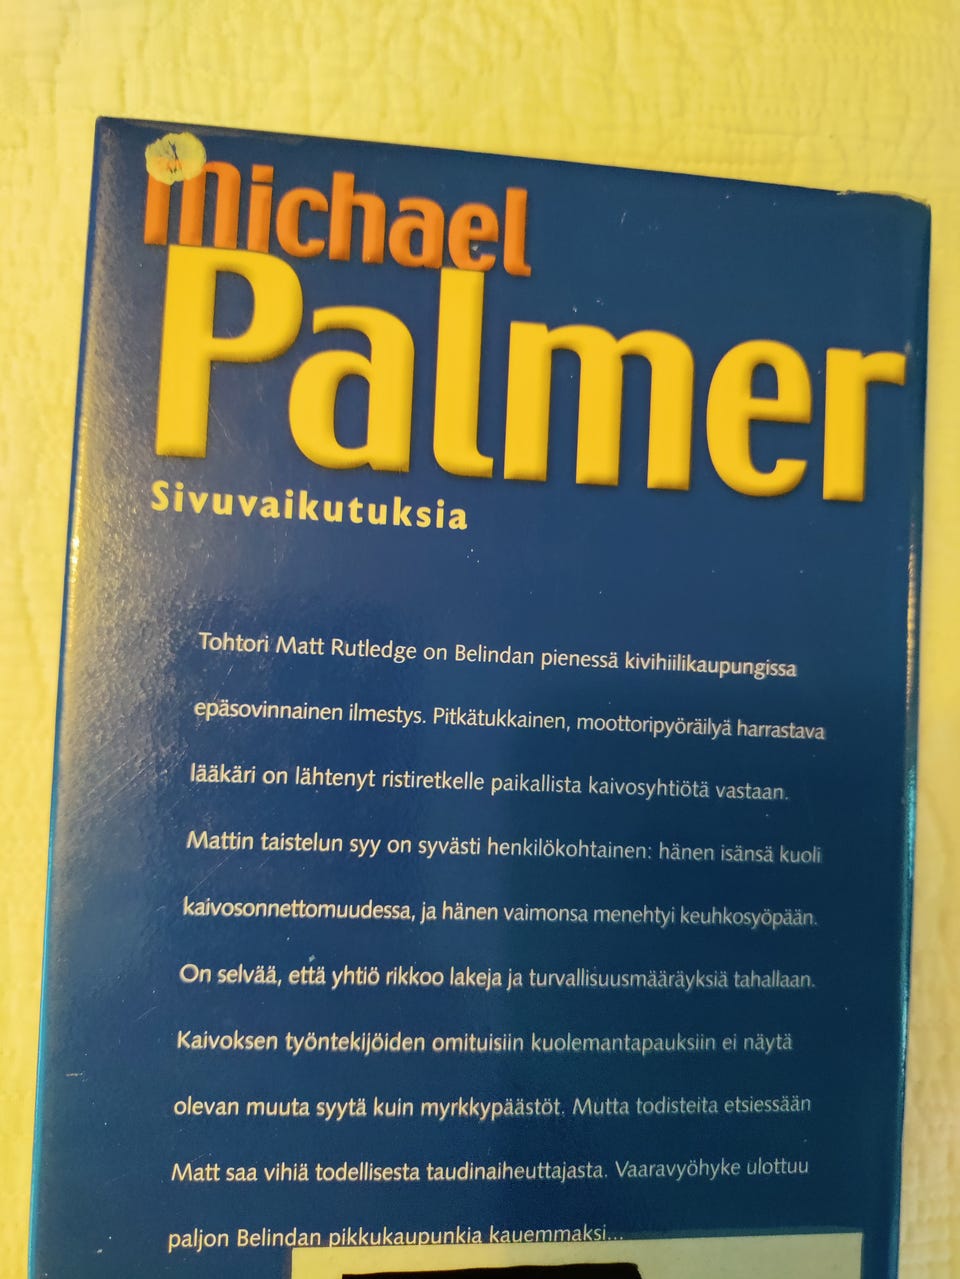 michael
Palmer
Sivuvaikutuksia
Tohtori Matt Rutledge on Belindan pienessä kivihiilikaupungissa
epäsovinnainen ilmestys. Pitkätukkainen, moottoripyöräilyä harrastava
lääkäri on lähtenyt ristiretkelle paikallista kaivosyhtiötä vastaan.
Mattin taistelun syy on syvästi henkilökohtainen: hänen isänsä kuoli
kaivosonnettomuudessa, ja hänen vaimonsa menehtyi keuhkosyöpään.
On selvää, että yhtiö rikkoo lakeja ja turvallisuusmääräyksiä tahallaan.
Kaivoksen työntekijöiden omituisiin kuolemantapauksiin ei näytä
olevan muuta syytä kuin myrkkypäästöt. Mutta todisteita etsiessään
Matt saa vihiä todellisesta taudinaiheuttajasta. Vaaravyöhyke ulottuu
paljon Belindan pikkukaupunkia kauemmaksi...